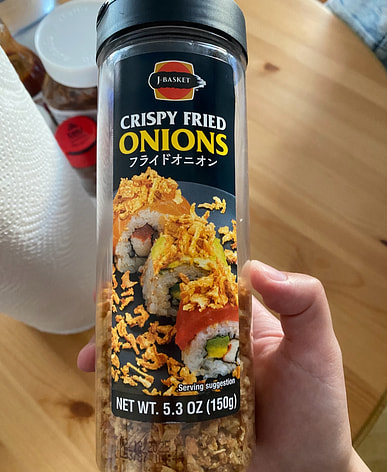 J-BASKET
CRISPY FRIED
ONIONS
フライドオニオン
Serving suggestion
NET WT. 5.3 OZ (150g)